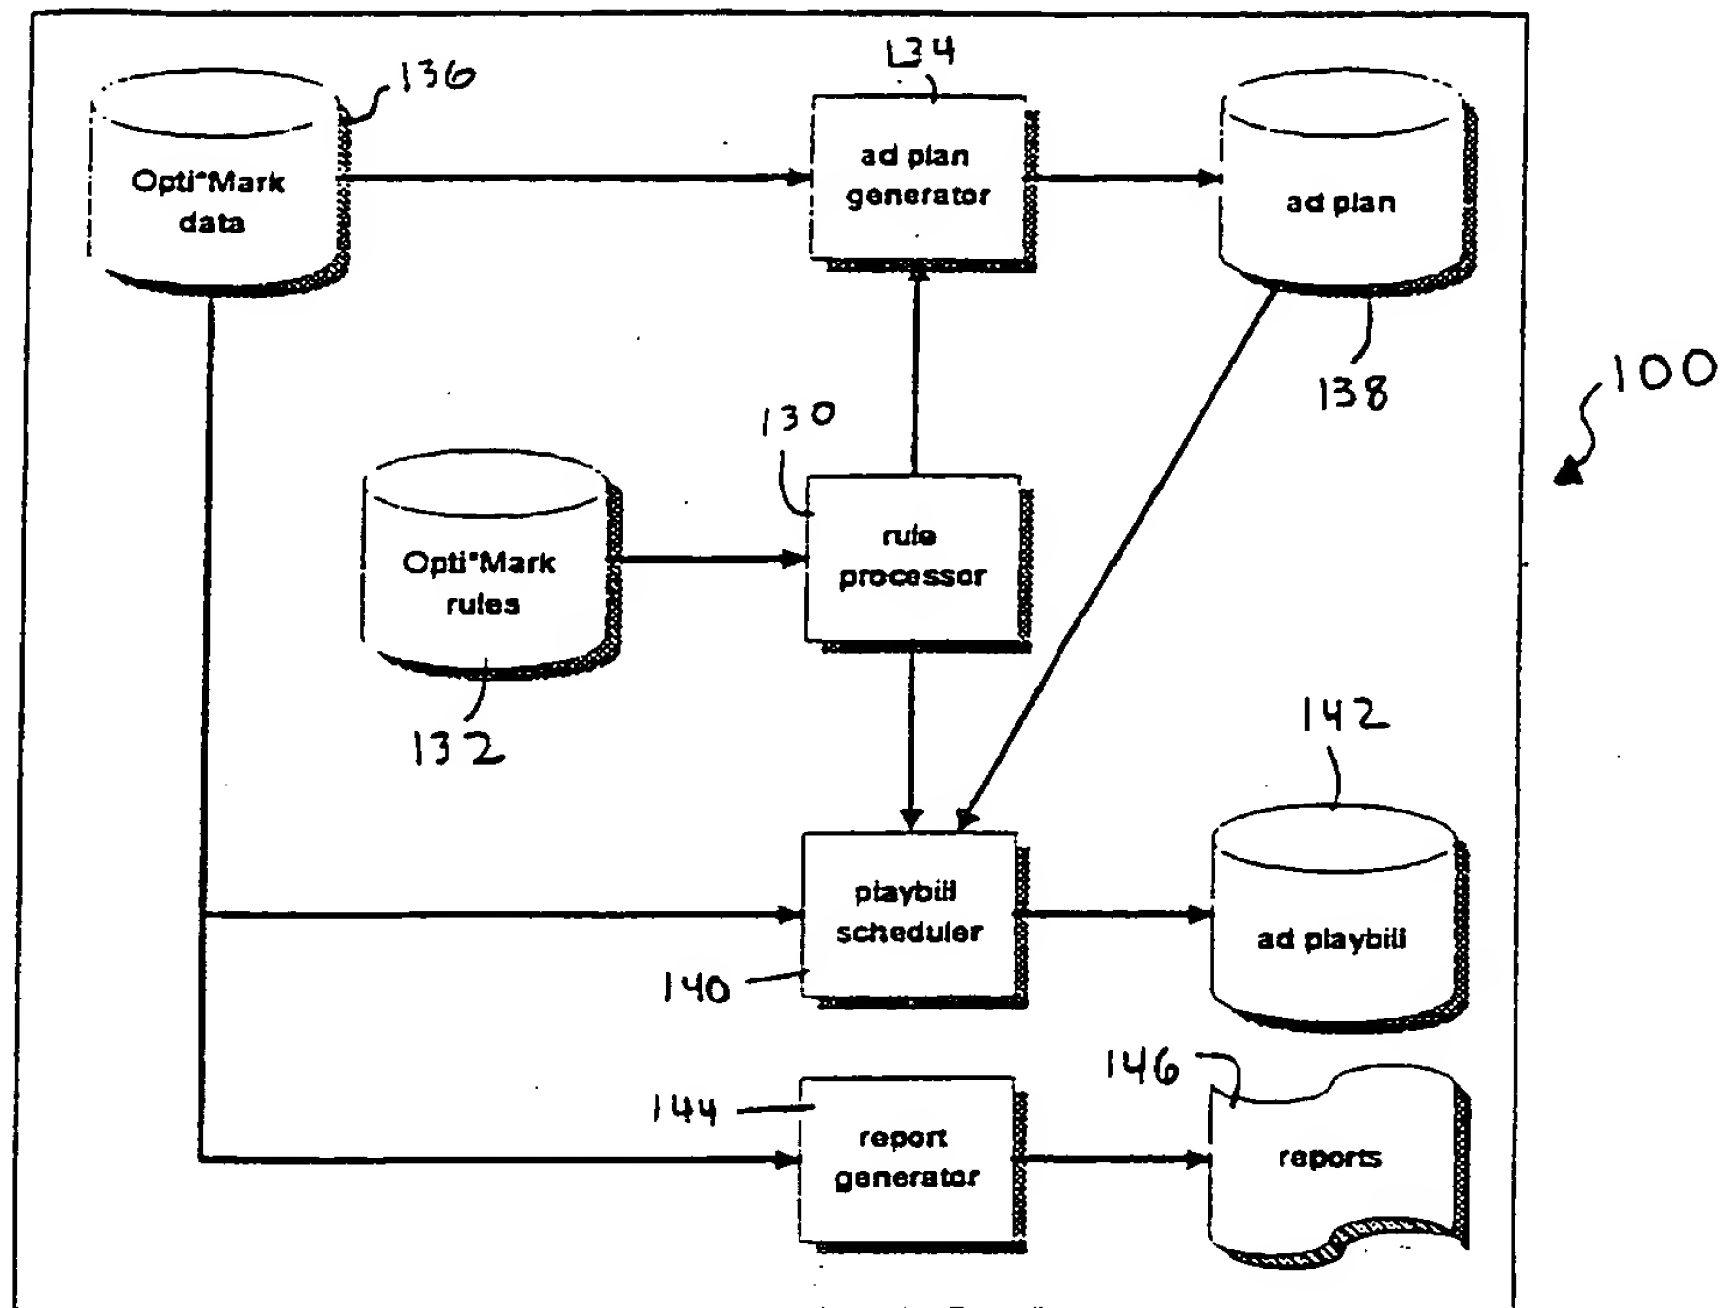 134
136
ad plan
generator
Opti*Mark
data
ad plan
138
100
130
rule
processor
Opti*Mark
rules
132
142
playbill
scheduler
ad playbill
140
146
144
report
generator
reports